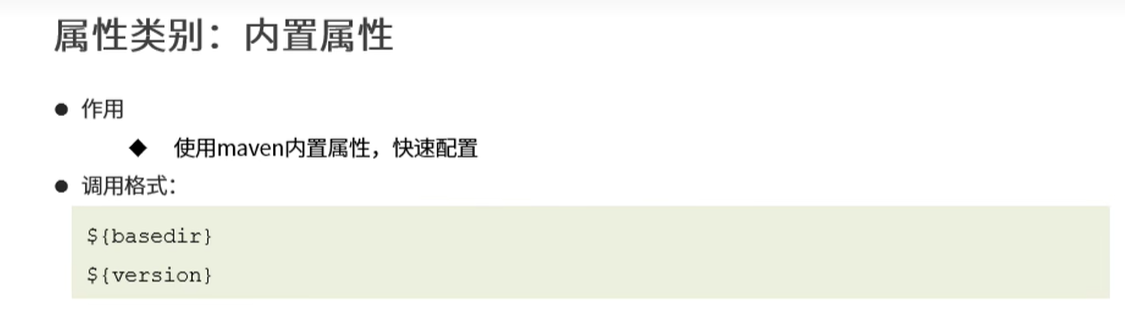 属性类别：内置属性
● 作用
◆ 使用maven内置属性，快速配置
● 调用格式：
${basedir}
${version}